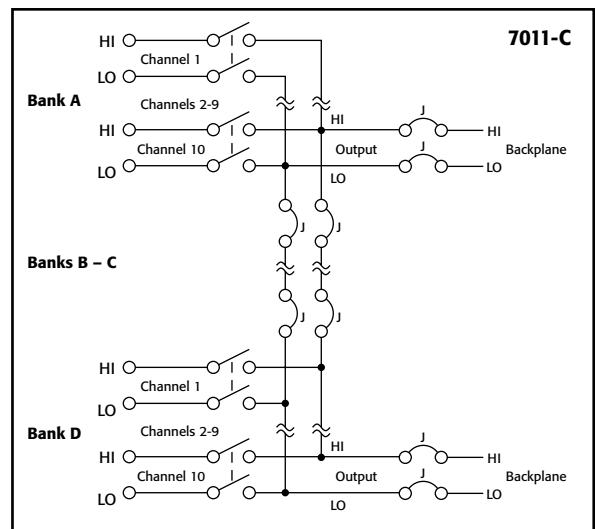 7011-C
HI
Channel 1
LO
Bank A
Channels 2-9
HI
HI
J
HI
Channel 10
Output
Backplane
LO
J
LO
LO
J
J
Banks B – C
J
J
HI
Channel 1
LO
Bank D
Channels 2-9
HI
HI
J
HI
Channel 10
Output
Backplane
LO
J
LO
LO